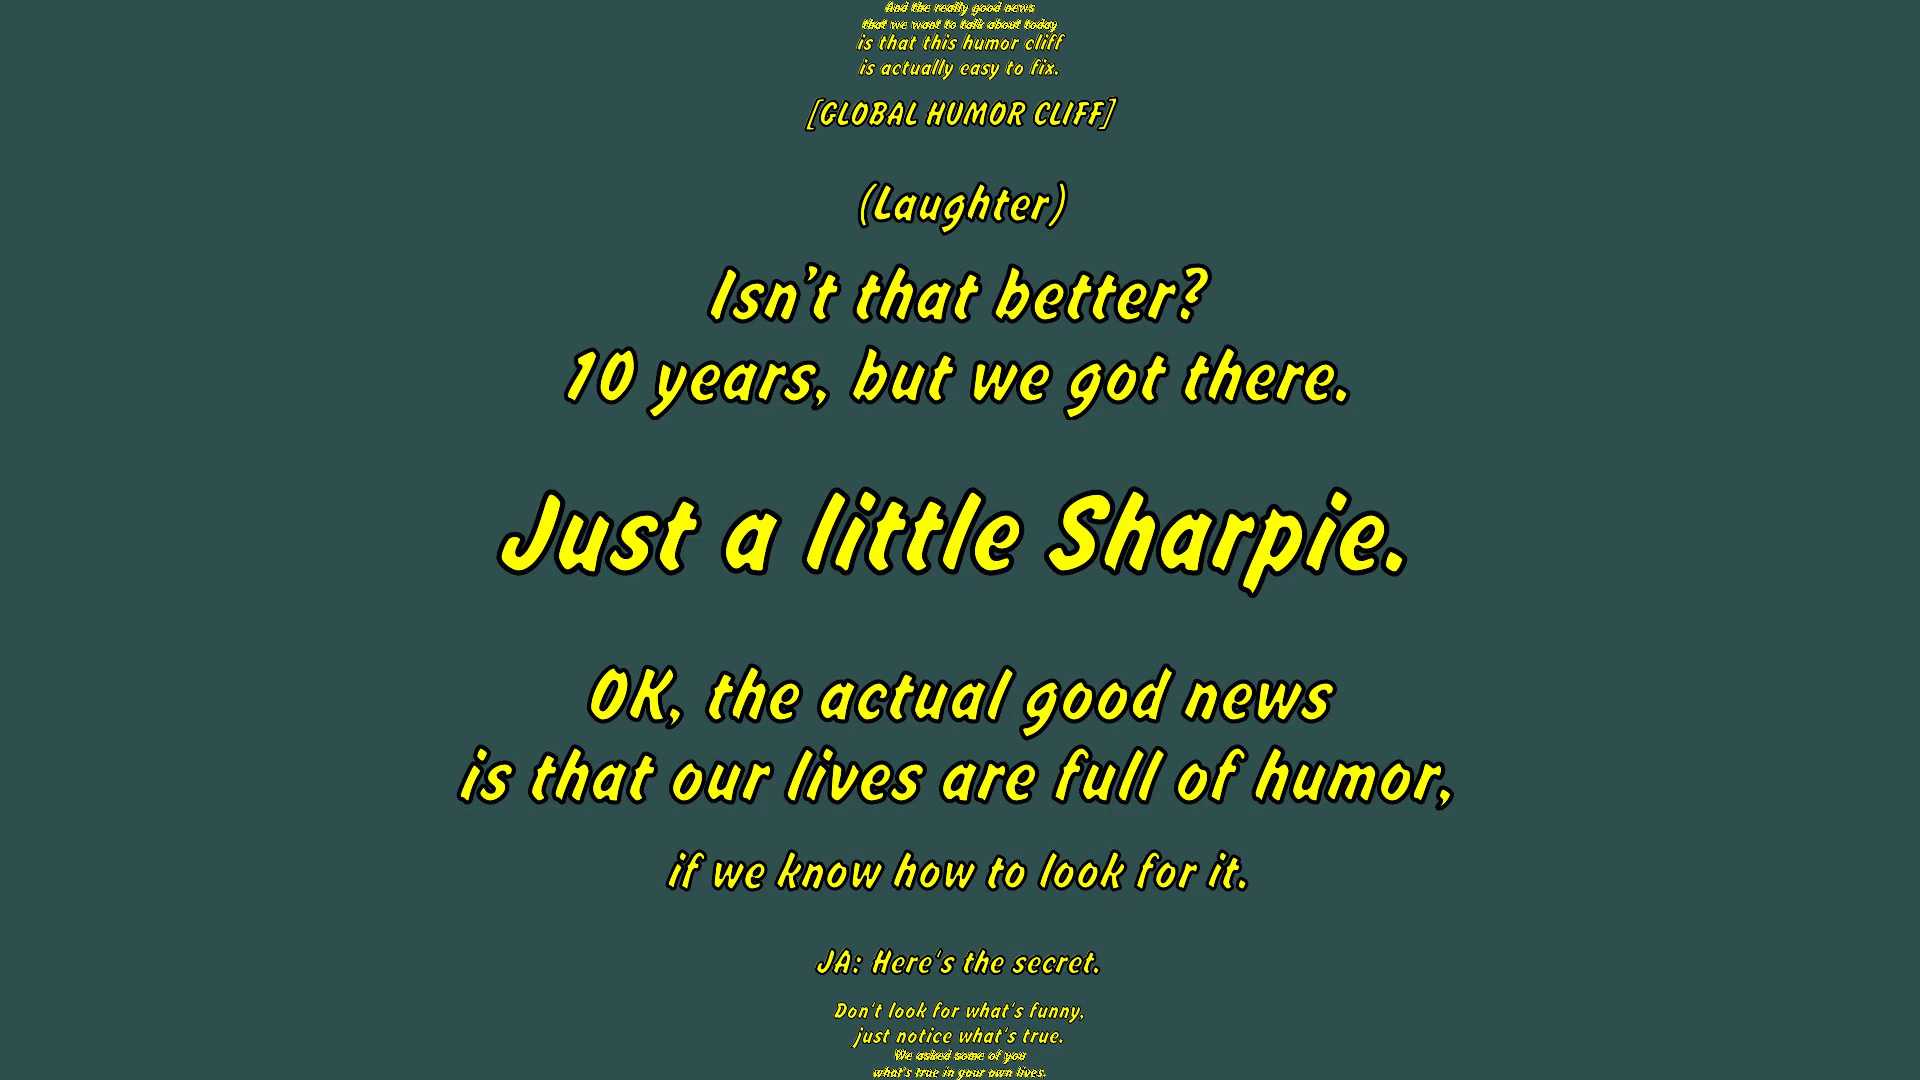 And the really good news
that we want to talk about today
is that this humor cliff
is actually easy to fix.
[GLOBAL HUMOR CLIFF]
(Laughter)
Isn’t that better?
10 years, but we got there.
Just a little Sharpie.
OK, the actual good news
is that our lives are full of humor,
if we know how to look for it.
JA: Here's the secret.
Don't look for what's funny,
just notice what's true.
We asked some of you
what's true in your own lives.